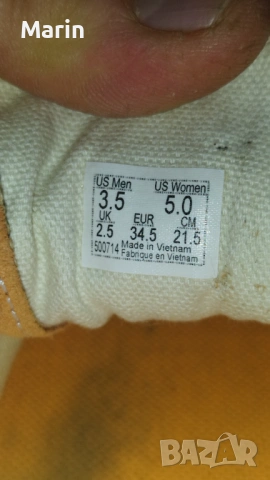 Marin
US Men US Women
3.5 5.0
UK EUR CM
2.5 34.5 21.5
500714 Made in Vietnam
Fabrique en Vietnam
BAZAR